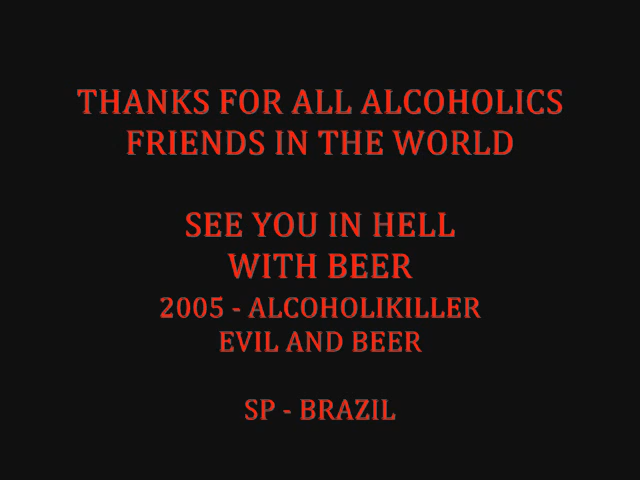 THANKS FOR ALL ALCOHOLICS
FRIENDS IN THE WORLD
SEE YOU IN HELL
WITH BEER
2005 - ALCOHOLIKILLER
EVIL AND BEER
SP - BRAZIL